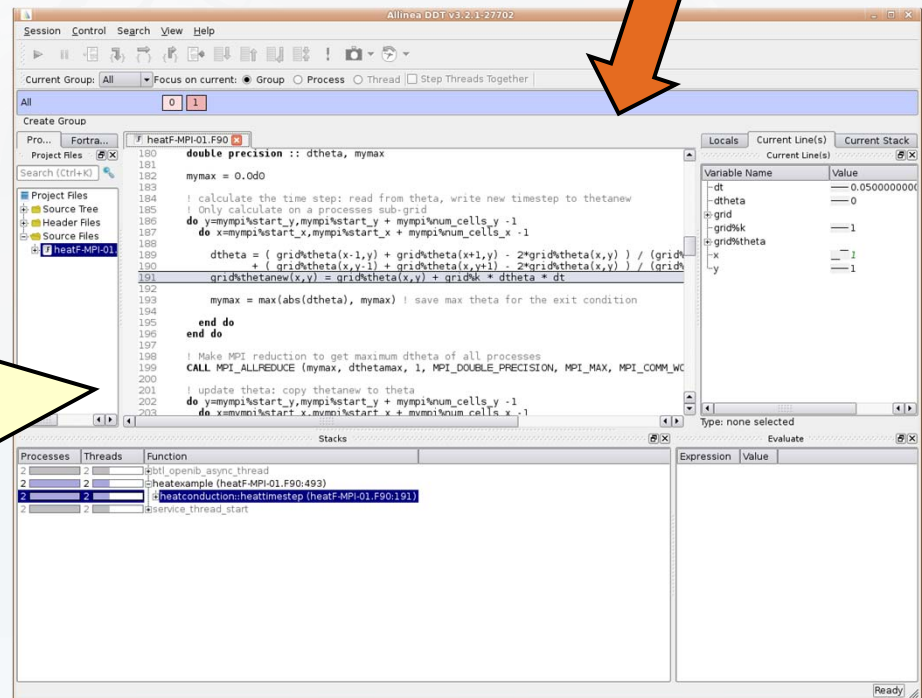 Allinea DDT v3.2.1-27702
Session Control Search View Help
Current Group: All Focus on current: Group Process Thread Step Threads Together
All 0 1
Create Group
Pro... Fortra... heatF-MPI-01.F90 Locals Current Line(s) Current Stack
Project Files Current Line(s)
Search (Ctrl+K)
Project Files
Source Tree
Header Files
Source Files
heatF-MPI-01.
180 double precision :: dtheta, mymax
181
182 mymax = 0.0d0
183
184 ! calculate the time step: read from theta, write new timestep to thetanew
185 ! Only calculate on a processes sub-grid
186 do y=mympi%start_y,mympi%start_y + mympi%num_cells_y -1
187 do x=mympi%start_x,mympi%start_x + mympi%num_cells_x -1
188
189 dtheta = ( grid%theta(x-1,y) + grid%theta(x+1,y) - 2*grid%theta(x,y) ) / (grid%
190 + ( grid%theta(x,y-1) + grid%theta(x,y+1) - 2*grid%theta(x,y) ) / (grid%
191 grid%thetanew(x,y) = grid%theta(x,y) + grid%k * dtheta * dt
192
193 mymax = max(abs(dtheta), mymax) ! save max theta for the exit condition
194
195 end do
196 end do
197
198 ! Make MPI reduction to get maximum dtheta of all processes
199 CALL MPI_ALLREDUCE (mymax, dthetamax, 1, MPI_DOUBLE_PRECISION, MPI_MAX, MPI_COMM_WO
200
201 ! update theta: copy thetanew to theta
202 do y=mympi%start_y,mympi%start_y + mympi%num_cells_y -1
203 do x=mympi%start_x,mympi%start_x + mympi%num_cells_x -1
Variable Name Value
dt 0.0500000000
dtheta 0
grid
grid%k 1
grid%theta
x 1
y 1
Type: none selected
Stacks
Processes Threads Function
2 2 btl_openib_async_thread
2 2 heatexample (heatF-MPI-01.F90:493)
2 2 heatconduction::heattimestep (heatF-MPI-01.F90:191)
2 2 service_thread_start
Evaluate
Expression Value
Ready